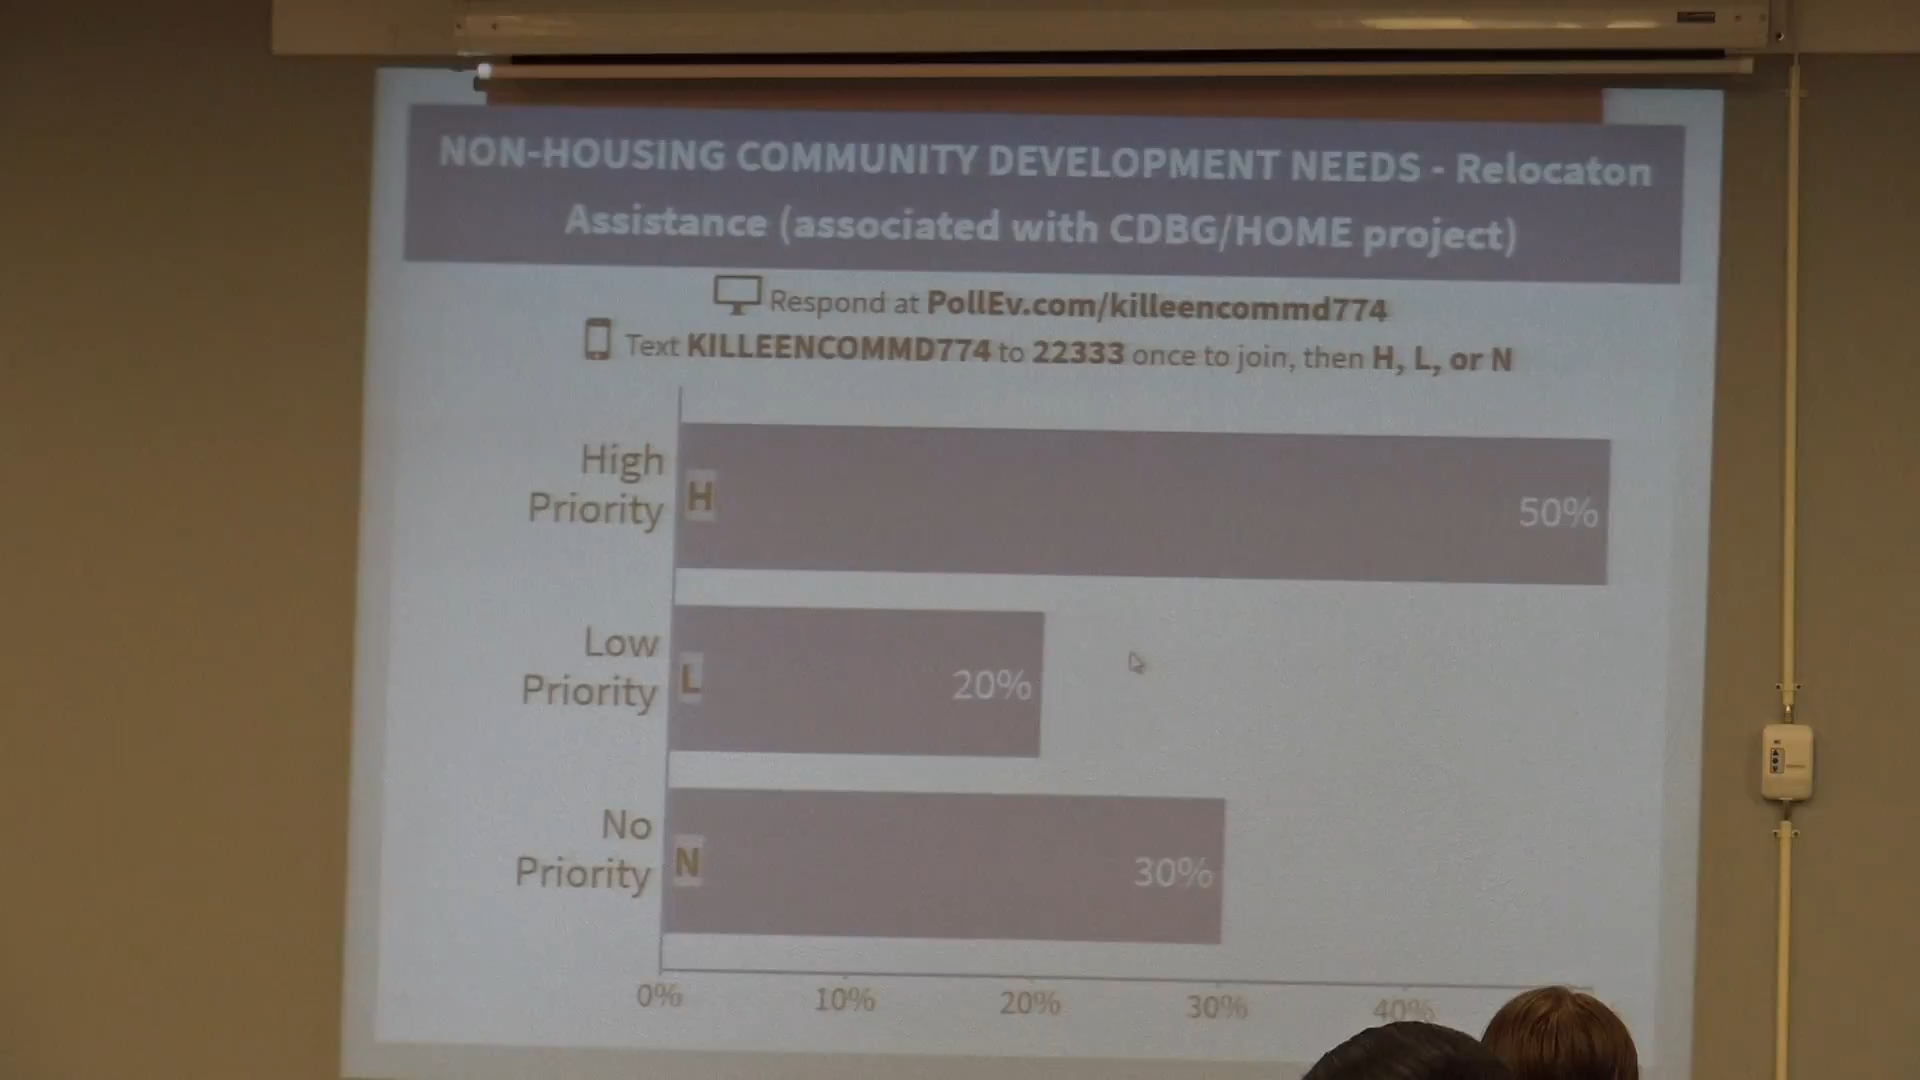 NON-HOUSING COMMUNITY DEVELOPMENT NEEDS - Relocaton
Assistance (associated with CDBG/HOME project)
Respond at PollEv.com/killeencommd774
Text KILLEENCOMMD774 to 22333 once to join, then H, L, or N
High
Priority
H
50%
Low
Priority
L
20%
No
Priority
N
30%
0% 10% 20% 30% 40%